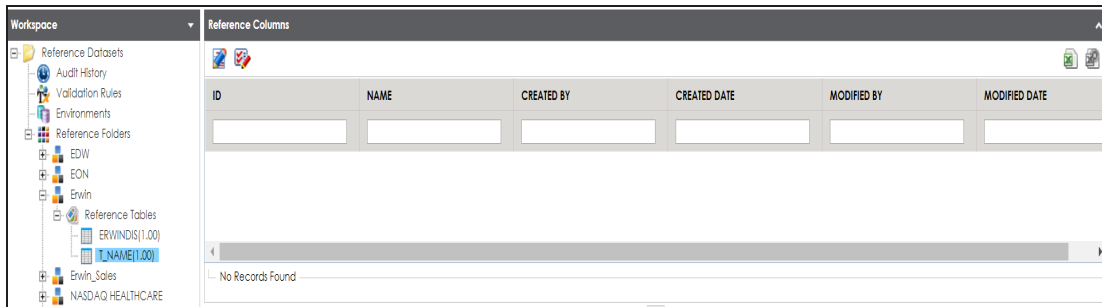 Workspace
Reference Datasets
Audit History
Validation Rules
Environments
Reference Folders
EDW
EON
Erwin
Reference Tables
ERWINDIS(1.00)
T_NAME(1.00)
Erwin_Sales
NASDAQ HEALTHCARE
Reference Columns
ID NAME CREATED BY CREATED DATE MODIFIED BY MODIFIED DATE
No Records Found